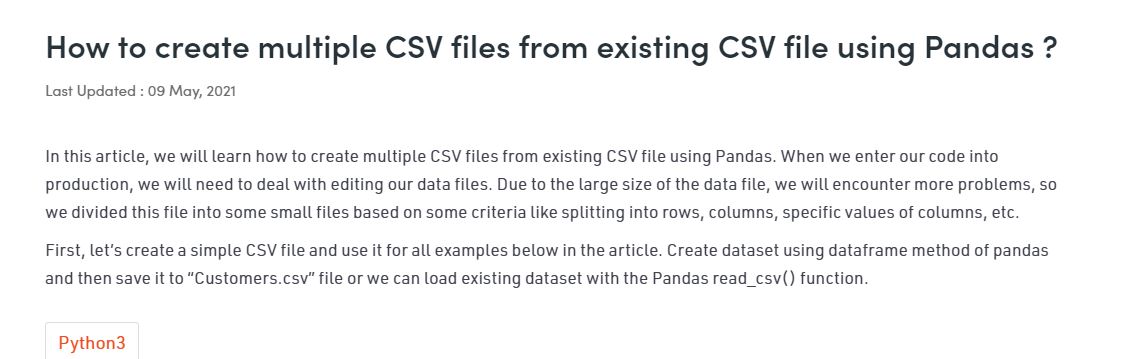 How to create multiple CSV files from existing CSV file using Pandas ?
Last Updated : 09 May, 2021
In this article, we will learn how to create multiple CSV files from existing CSV file using Pandas. When we enter our code into
production, we will need to deal with editing our data files. Due to the large size of the data file, we will encounter more problems, so
we divided this file into some small files based on some criteria like splitting into rows, columns, specific values of columns, etc.
First, let’s create a simple CSV file and use it for all examples below in the article. Create dataset using dataframe method of pandas
and then save it to “Customers.csv” file or we can load existing dataset with the Pandas read_csv() function.
Python3